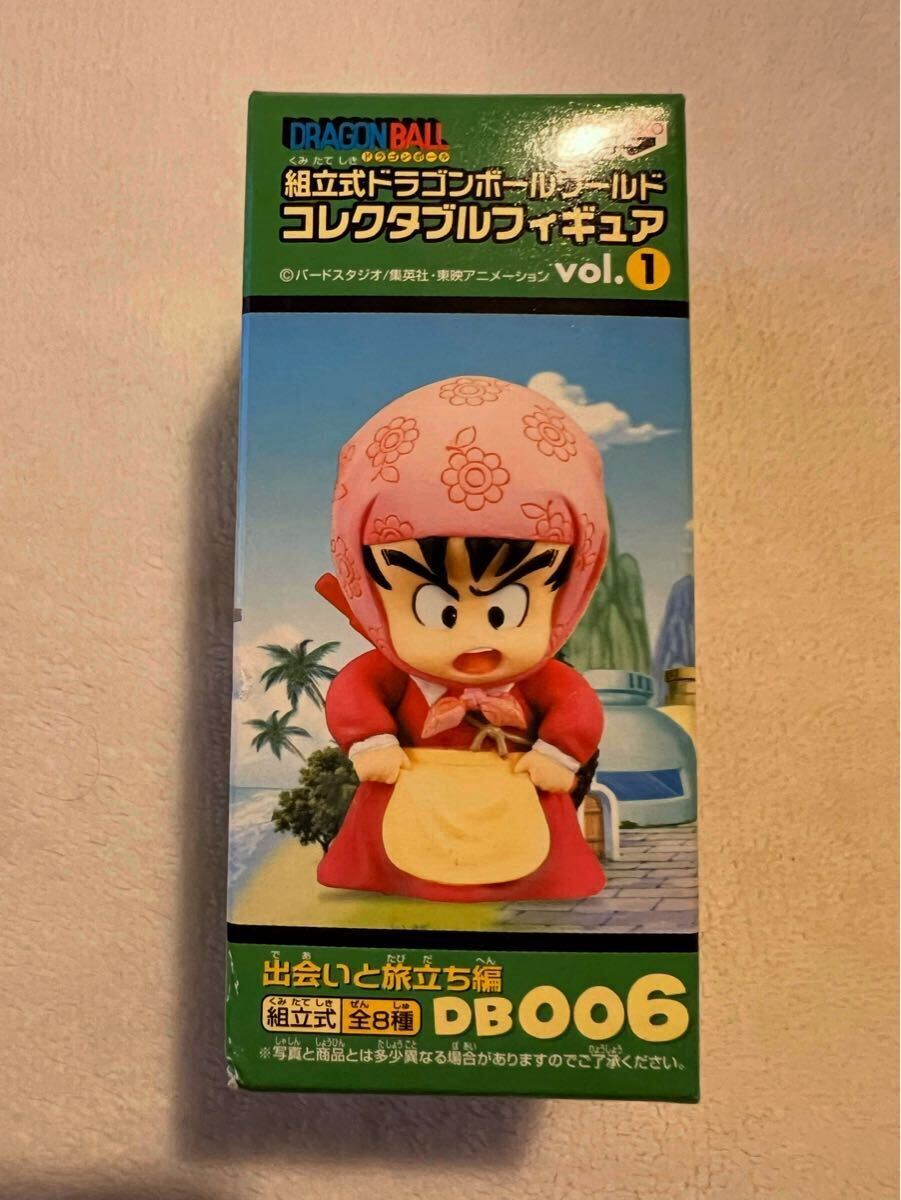 DRAGON BALL
ドラゴンボール
くみ たて しき
組立式ドラゴンボールワールド
コレクタブルフィギュア
©バードスタジオ/集英社・東映アニメーション vol.1
で あ たび だ へん
出会いと旅立ち編
くみ たて しき ぜん しゅ
組立式 全8種 DB006
しゃしん しょうひん たしょうこと ば あい りょうしょう
※写真と商品とは多少異なる場合がありますのでご了承ください。